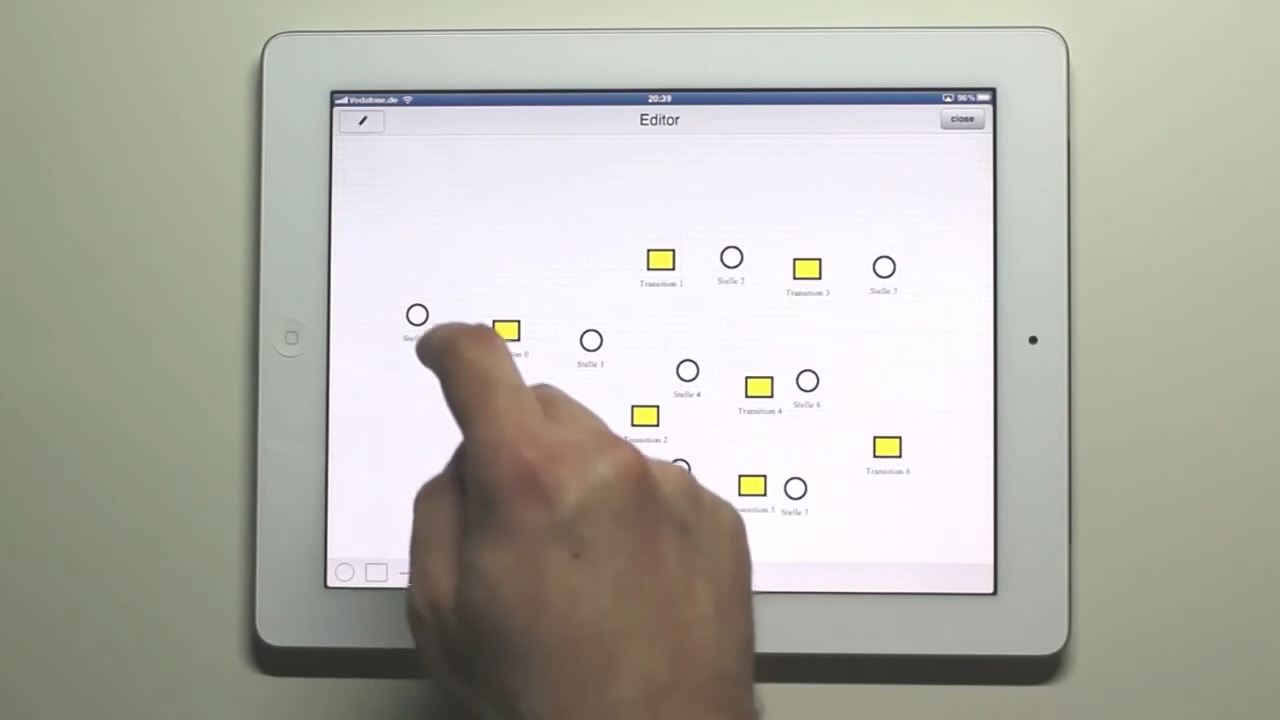 Vodafone.de
20:39
96%
Editor
close
Transition 1
Stelle 2
Transition 3
Stelle 3
Stelle 1
Stelle 4
Transition 4
Stelle 6
Transition 2
Transition 6
Stelle 7